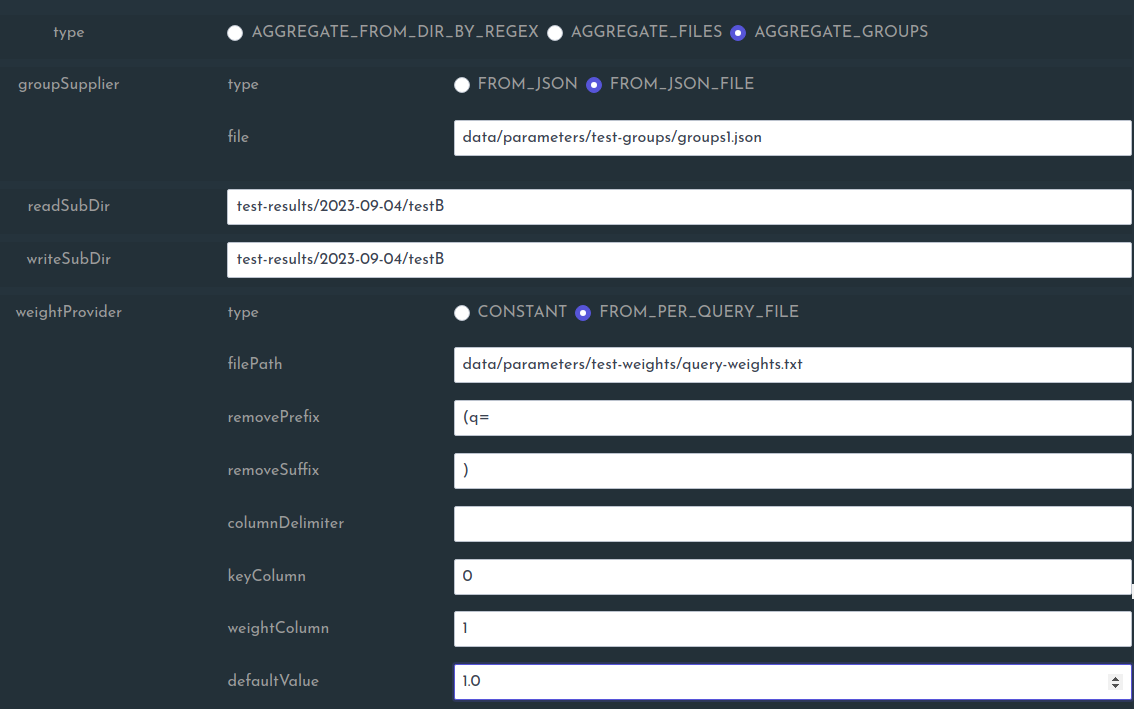 type AGGREGATE_FROM_DIR_BY_REGEX AGGREGATE_FILES AGGREGATE_GROUPS
groupSupplier type FROM_JSON FROM_JSON_FILE
file data/parameters/test-groups/groups1.json
readSubDir test-results/2023-09-04/testB
writeSubDir test-results/2023-09-04/testB
weightProvider type CONSTANT FROM_PER_QUERY_FILE
filePath data/parameters/test-weights/query-weights.txt
removePrefix (q=
removeSuffix )
columnDelimiter
keyColumn 0
weightColumn 1
defaultValue 1.0